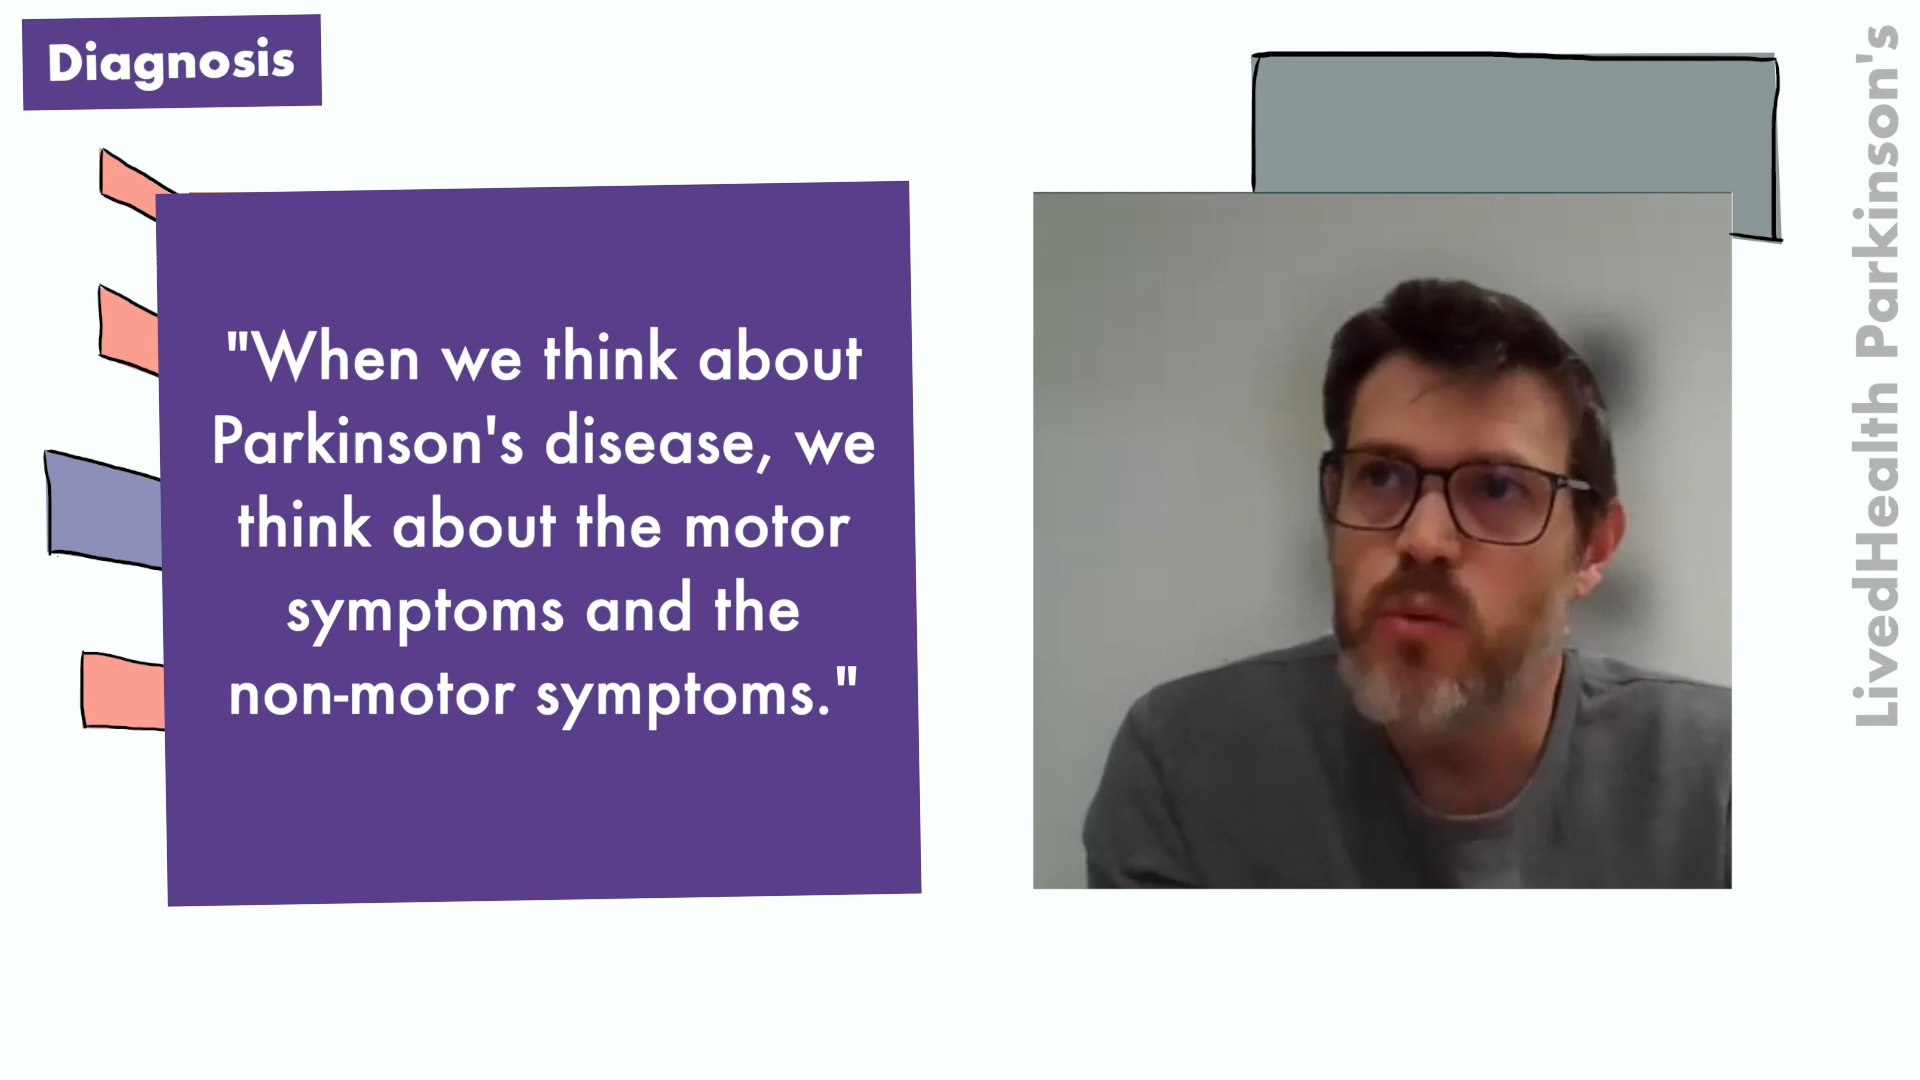 Diagnosis
"When we think about
Parkinson's disease, we
think about the motor
symptoms and the
non-motor symptoms."
LivedHealth Parkinson's